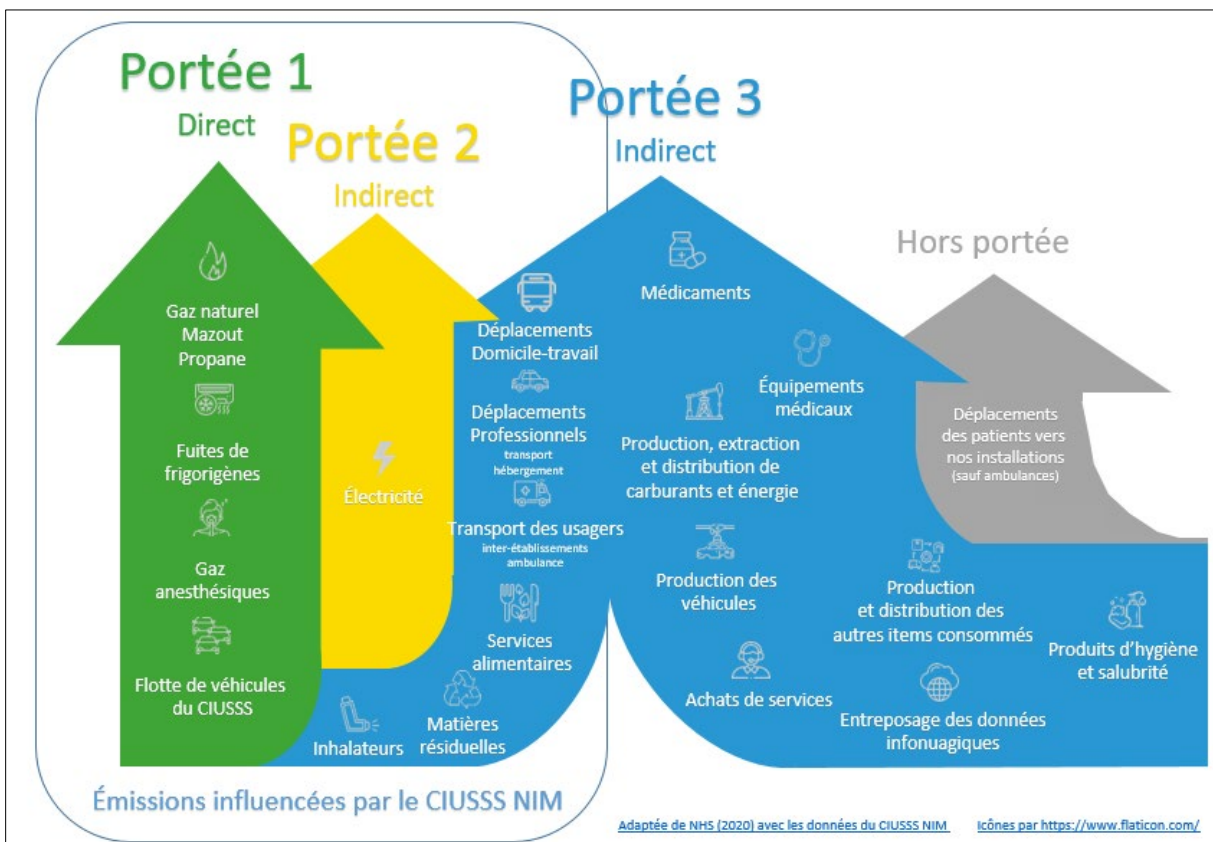 Portée 1
Direct
Gaz naturel
Mazout
Propane
Fuites de
frigorigènes
Gaz
anesthésiques
Flotte de véhicules
du CIUSSS
Portée 2
Indirect
Électricité
Portée 3
Indirect
Déplacements
Domicile-travail
Déplacements
Professionnels
transport
hébergement
Transport des usagers
inter-établissements
ambulance
Services
alimentaires
Matières
résiduelles
Inhalateurs
Médicaments
Équipements
médicaux
Production, extraction
et distribution de
carburants et énergie
Production des
véhicules
Achats de services
Production
et distribution des
autres items consommés
Entreposage des données
infonuagiques
Produits d'hygiène
et salubrité
Hors portée
Déplacements
des patients vers
nos installations
(sauf ambulances)
Émissions influencées par le CIUSSS NIM
Adaptée de NHS (2020) avec les données du CIUSSS NIM
Icônes par https://www.flaticon.com/